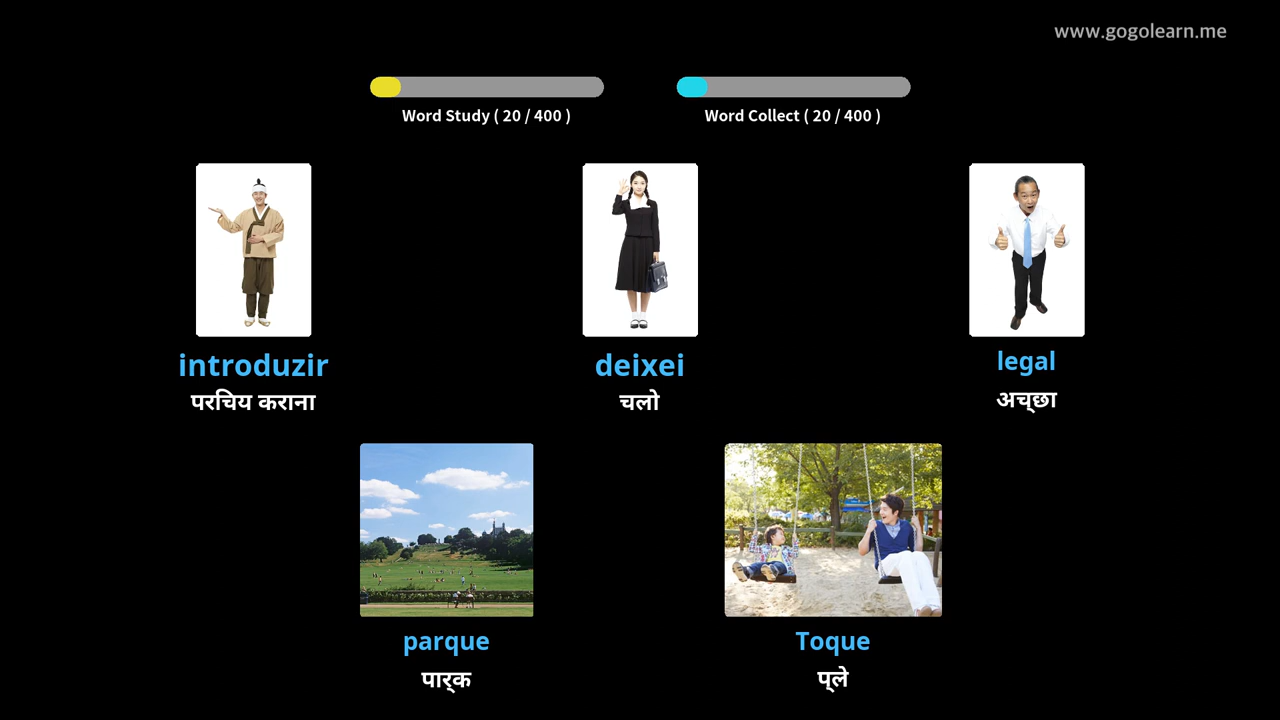 www.gogolearn.me
Word Study ( 20 / 400 )
Word Collect ( 20 / 400 )
introduzir
परिचय कराना
deixei
चलो
legal
अच्छा
parque
पार्क
Toque
प्ले